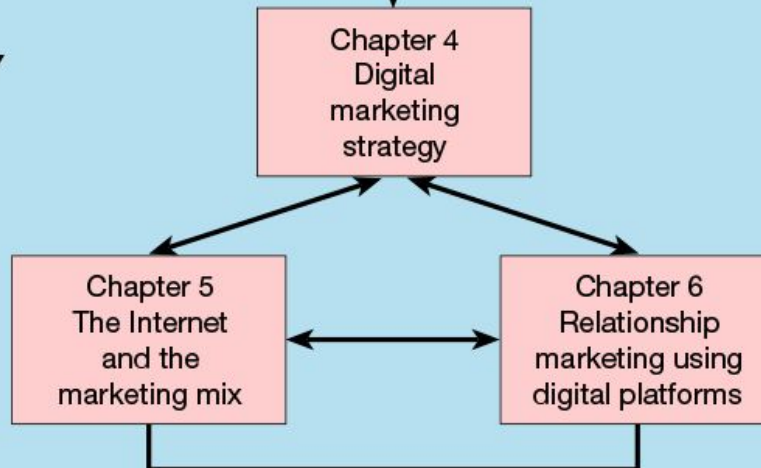 Chapter 4
Digital
marketing
strategy
Chapter 5
The Internet
and the
marketing mix
Chapter 6
Relationship
marketing using
digital platforms